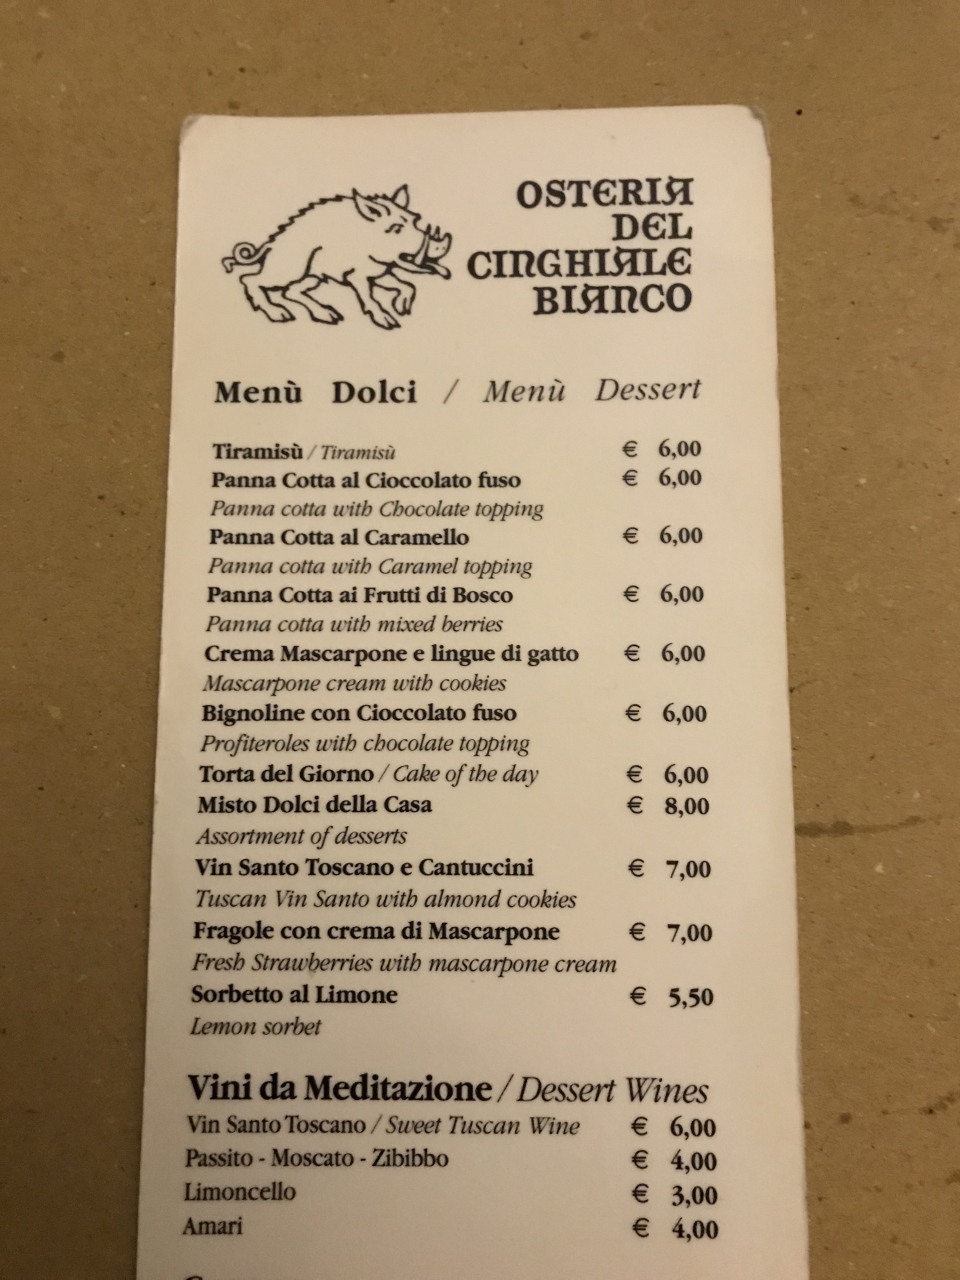 OSTERIA
DEL
CINGHIALE
BIANCO
Menù Dolci / Menù Dessert
Tiramisù / Tiramisù € 6,00
Panna Cotta al Cioccolato fuso € 6,00
Panna cotta with Chocolate topping
Panna Cotta al Caramello € 6,00
Panna cotta with Caramel topping
Panna Cotta ai Frutti di Bosco € 6,00
Panna cotta with mixed berries
Crema Mascarpone e lingue di gatto € 6,00
Mascarpone cream with cookies
Bignoline con Cioccolato fuso € 6,00
Profiteroles with chocolate topping
Torta del Giorno / Cake of the day € 6,00
Misto Dolci della Casa € 8,00
Assortment of desserts
Vin Santo Toscano e Cantuccini € 7,00
Tuscan Vin Santo with almond cookies
Fragole con crema di Mascarpone € 7,00
Fresh Strawberries with mascarpone cream
Sorbetto al Limone € 5,50
Lemon sorbet
Vini da Meditazione / Dessert Wines
Vin Santo Toscano / Sweet Tuscan Wine € 6,00
Passito - Moscato - Zibibbo € 4,00
Limoncello € 3,00
Amari € 4,00